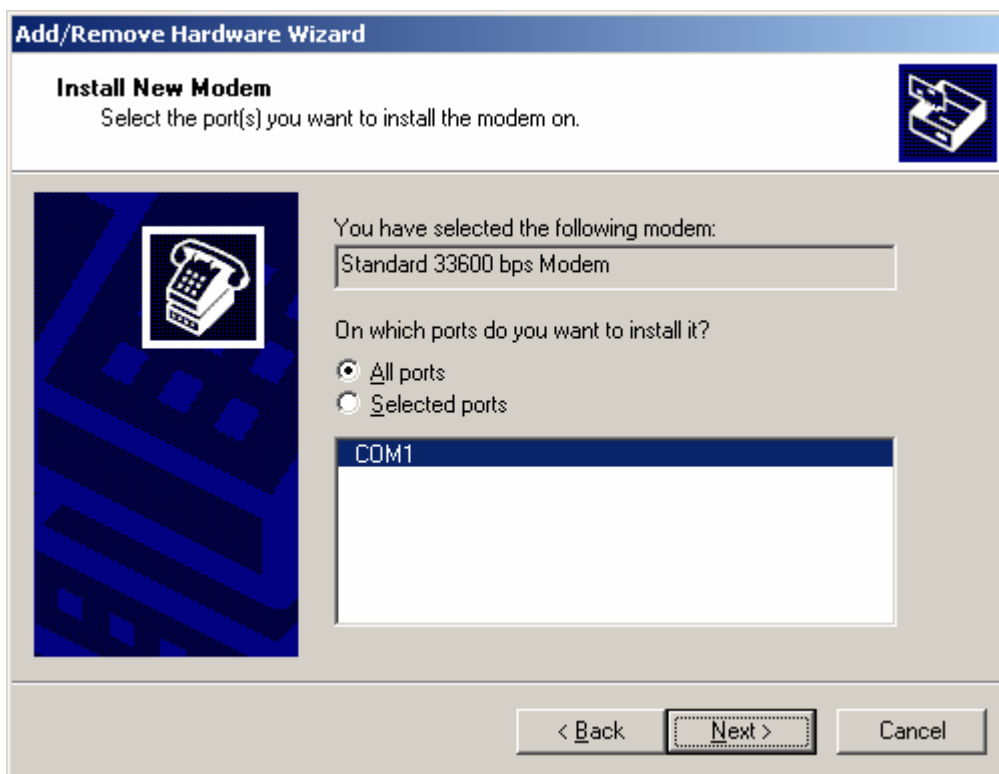 Add/Remove Hardware Wizard
Install New Modem
Select the port(s) you want to install the modem on.
You have selected the following modem:
Standard 33600 bps Modem
On which ports do you want to install it?
All ports
Selected ports
COM1
< Back Next > Cancel